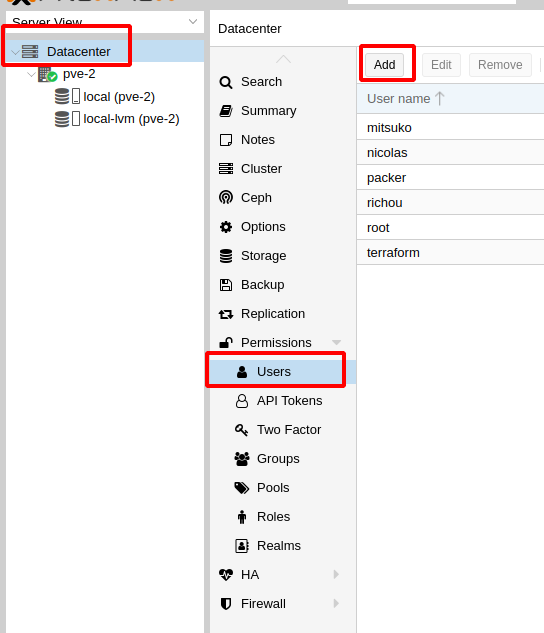 Server View
Datacenter
pve-2
local (pve-2)
local-lvm (pve-2)
Datacenter
Search
Summary
Notes
Cluster
Ceph
Options
Storage
Backup
Replication
Permissions
Users
API Tokens
Two Factor
Groups
Pools
Roles
Realms
HA
Firewall
Add Edit Remove
User name
mitsuko
nicolas
packer
richou
root
terraform